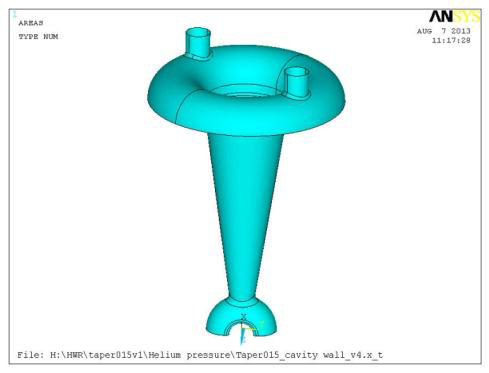 1
ANSYS
AREAS
TYPE NUM
AUG 7 2013
11:17:28
X
File: H:\HWR\taper015v1\Helium pressure\Taper015_cavity wall_v4.x_t